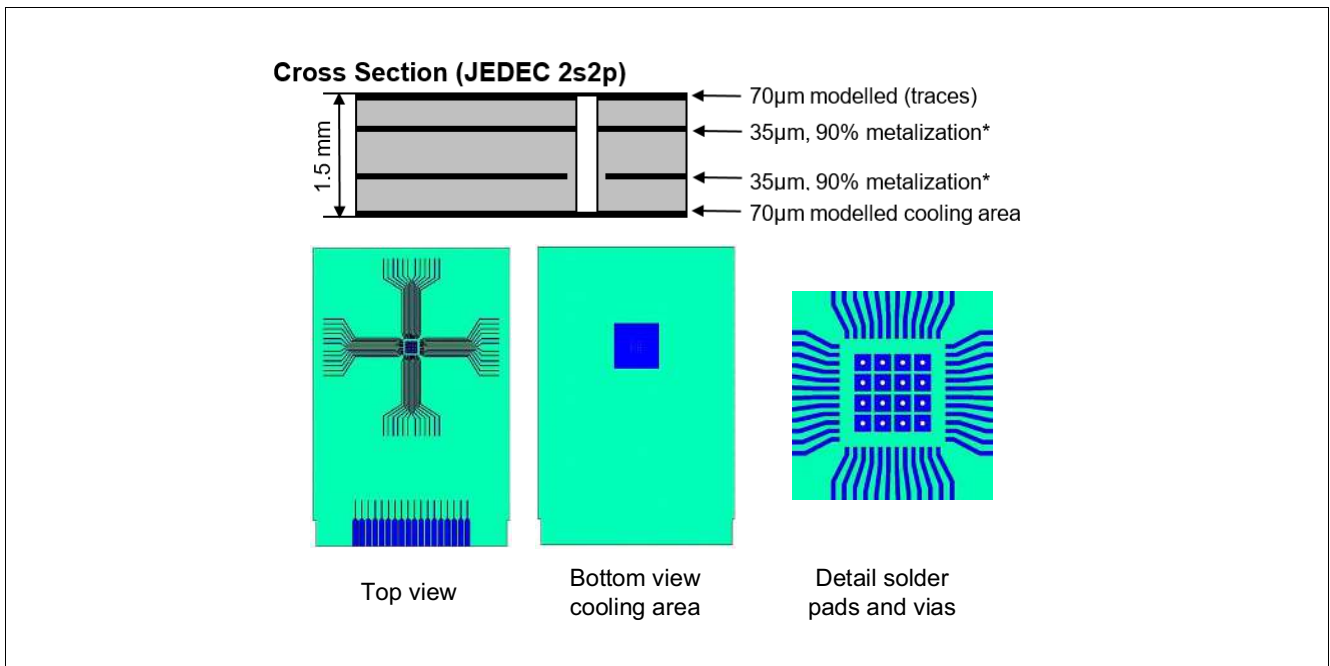 Cross Section (JEDEC 2s2p)
1.5 mm
70µm modelled (traces)
35µm, 90% metalization*
35µm, 90% metalization*
70µm modelled cooling area
Top view
Bottom view
cooling area
Detail solder
pads and vias